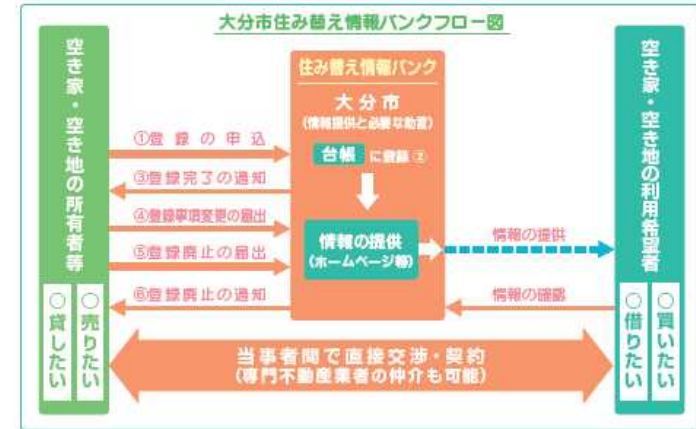 大分市住み替え情報バンクフロー図
空き家・空き地の所有者等
○売りたい
○貸したい
①登録の申込
③登録完了の通知
④登録事項変更の届出
⑤登録廃止の届出
⑥登録廃止の通知
住み替え情報バンク
大分市
(情報提供と必要な助言)
台帳 に登録②
情報の提供
(ホームページ等)
情報の提供
情報の確認
空き家・空き地の利用希望者
○買いたい
○借りたい
当事者間で直接交渉・契約
(専門不動産業者の仲介も可能)